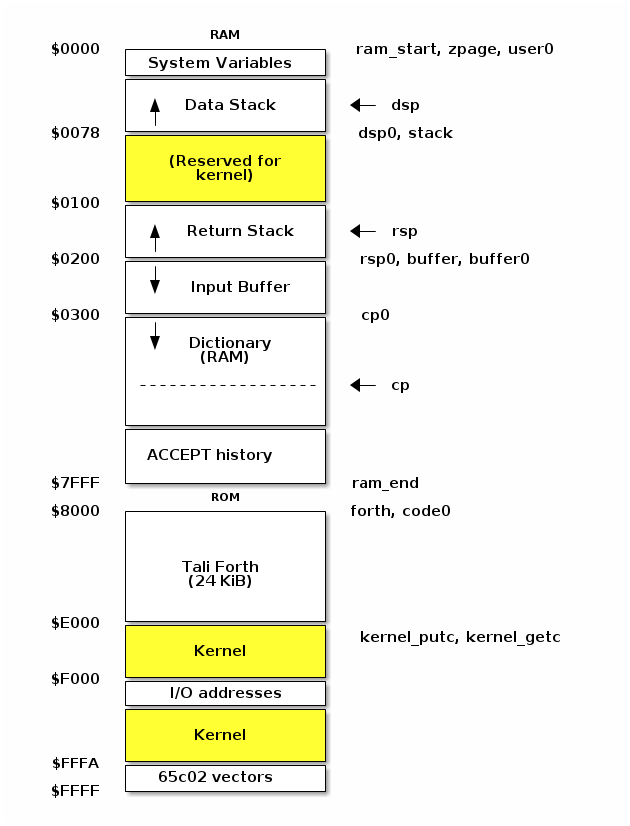 RAM
$0000 ram_start, zpage, user0
System Variables
Data Stack dsp
$0078 dsp0, stack
(Reserved for
kernel)
$0100
Return Stack rsp
$0200 rsp0, buffer, buffer0
Input Buffer
$0300 cp0
Dictionary
(RAM)
cp
ACCEPT history
$7FFF ram_end
ROM
$8000 forth, code0
Tali Forth
(24 KiB)
$E000
kernel_putc, kernel_getc
Kernel
$F000
I/O addresses
Kernel
$FFFA
65c02 vectors
$FFFF